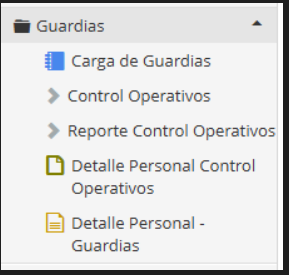 Guardias
Carga de Guardias
Control Operativos
Reporte Control Operativos
Detalle Personal Control
Operativos
Detalle Personal -
Guardias